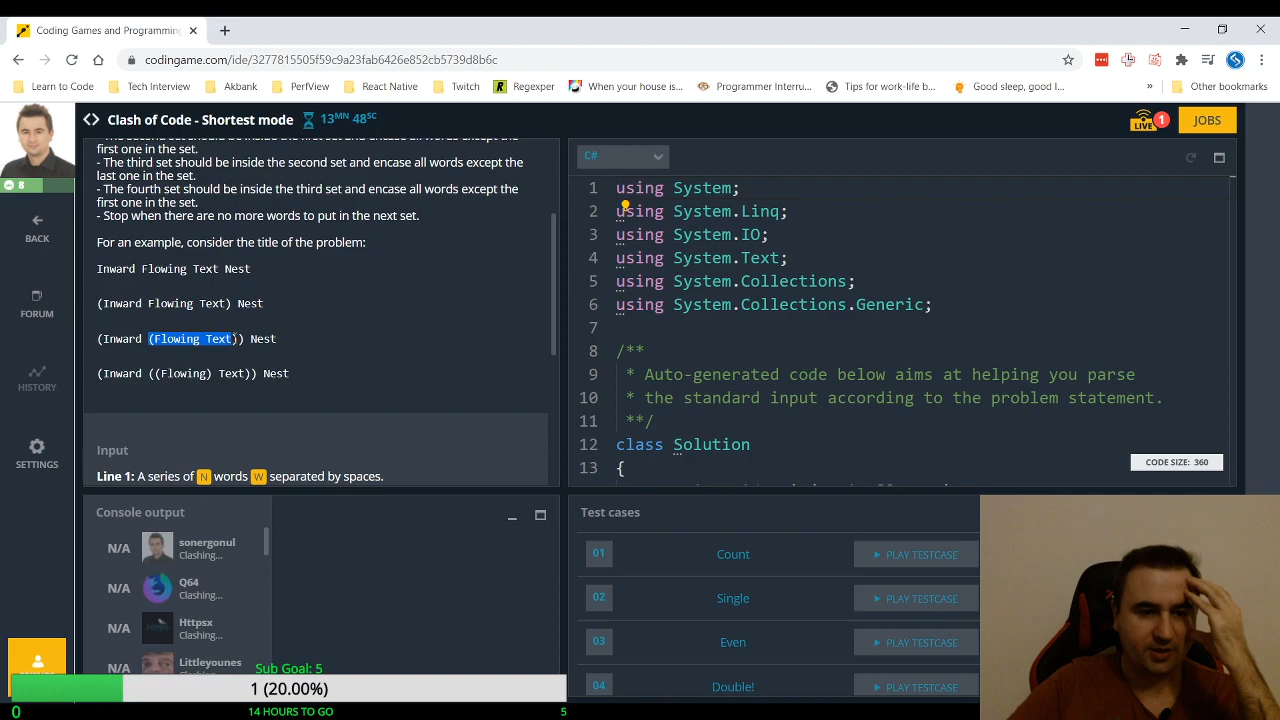 Coding Games and Programming
codingame.com/ide/3277815505f59c9a23fab6426e852cb5739d8b6c
Learn to Code
Tech Interview
Akbank
PerfView
React Native
Twitch
R
Regexper
When your house is...
Programmer Interru...
Tips for work-life b...
Good sleep, good l...
»
Other bookmarks
8
<> Clash of Code - Shortest mode
13MN 48SC
LIVE
1
JOBS
BACK
FORUM
HISTORY
SETTINGS
first one in the set.
- The third set should be inside the second set and encase all words except the
last one in the set.
- The fourth set should be inside the third set and encase all words except the
first one in the set.
- Stop when there are no more words to put in the next set.
For an example, consider the title of the problem:
Inward Flowing Text Nest
(Inward Flowing Text) Nest
(Inward (Flowing Text)) Nest
(Inward ((Flowing) Text)) Nest
Input
Line 1: A series of N words W separated by spaces.
C#
1 using System;
2 using System.Linq;
3 using System.IO;
4 using System.Text;
5 using System.Collections;
6 using System.Collections.Generic;
7
8 /**
9 * Auto-generated code below aims at helping you parse
10 * the standard input according to the problem statement.
11 **/
12 class Solution
13 {
CODE SIZE: 360
Console output
N/A sonergonul
Clashing...
N/A Q64
Clashing...
N/A Httpsx
Clashing...
N/A Littleyounes
Clashing...
Test cases
01 Count PLAY TESTCASE
02 Single PLAY TESTCASE
03 Even PLAY TESTCASE
04 Double! PLAY TESTCASE
Sub Goal: 5
1 (20.00%)
0
14 HOURS TO GO
5